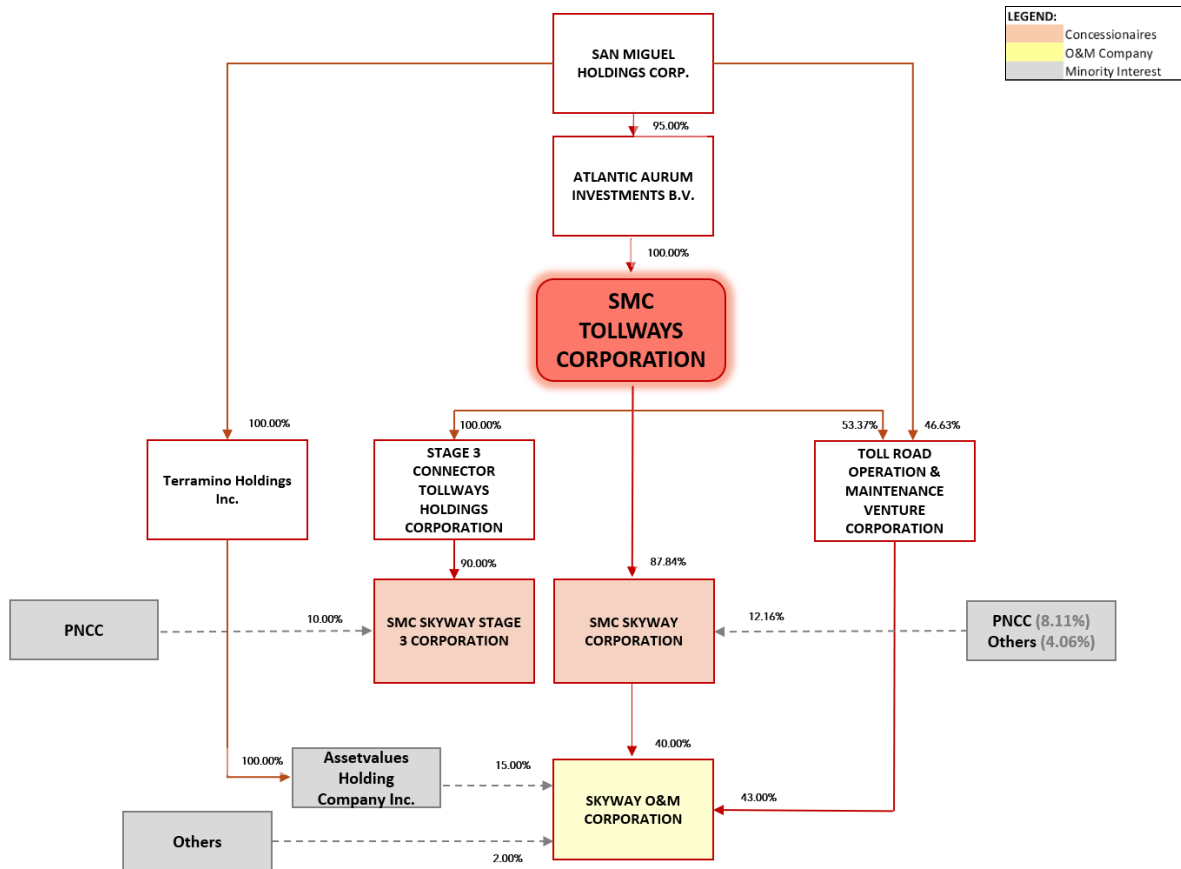 LEGEND:
Concessionaires
O&M Company
Minority Interest
SAN MIGUEL
HOLDINGS CORP.
95.00%
ATLANTIC AURUM
INVESTMENTS B.V.
100.00%
SMC
TOLLWAYS
CORPORATION
100.00%
100.00%
53.37%
46.63%
Terramino Holdings
Inc.
STAGE 3
CONNECTOR
TOLLWAYS
HOLDINGS
CORPORATION
TOLL ROAD
OPERATION &
MAINTENANCE
VENTURE
CORPORATION
90.00%
87.84%
PNCC
10.00%
SMC SKYWAY STAGE
3 CORPORATION
SMC SKYWAY
CORPORATION
12.16%
PNCC (8.11%)
Others (4.06%)
40.00%
100.00%
Assetvalues
Holding
Company Inc.
15.00%
SKYWAY O&M
CORPORATION
43.00%
Others
2.00%